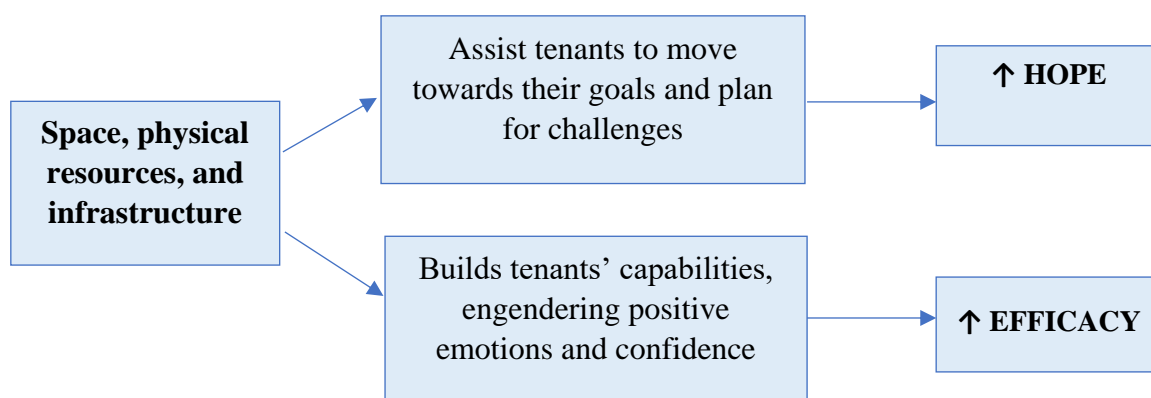 Space, physical
resources, and
infrastructure
Assist tenants to move
towards their goals and plan
for challenges
↑ HOPE
Builds tenants’ capabilities,
engendering positive
emotions and confidence
↑ EFFICACY